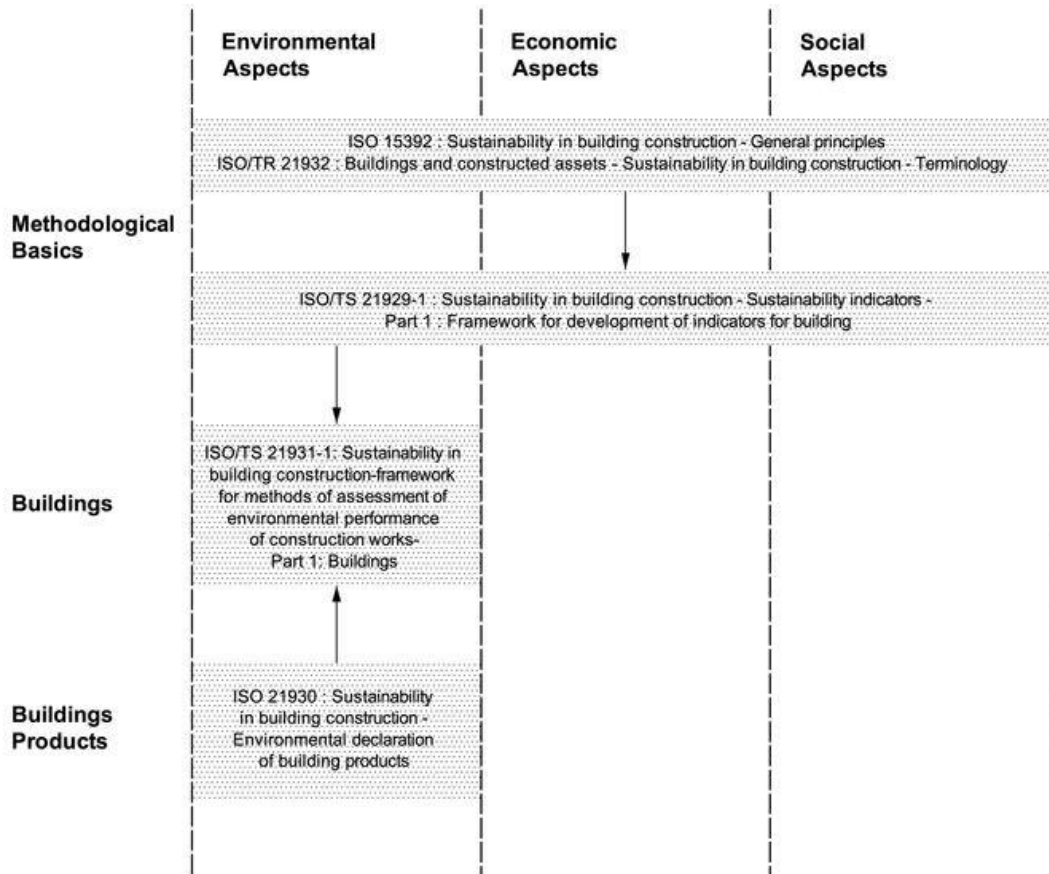 Environmental
Aspects
Economic
Aspects
Social
Aspects
ISO 15392 : Sustainability in building construction - General principles
ISO/TR 21932 : Buildings and constructed assets - Sustainability in building construction - Terminology
Methodological
Basics
ISO/TS 21929-1 : Sustainability in building construction - Sustainability indicators -
Part 1 : Framework for development of indicators for building
Buildings
ISO/TS 21931-1: Sustainability in
building construction-framework
for methods of assessment of
environmental performance
of construction works-
Part 1: Buildings
Buildings
Products
ISO 21930 : Sustainability
in building construction -
Environmental declaration
of building products